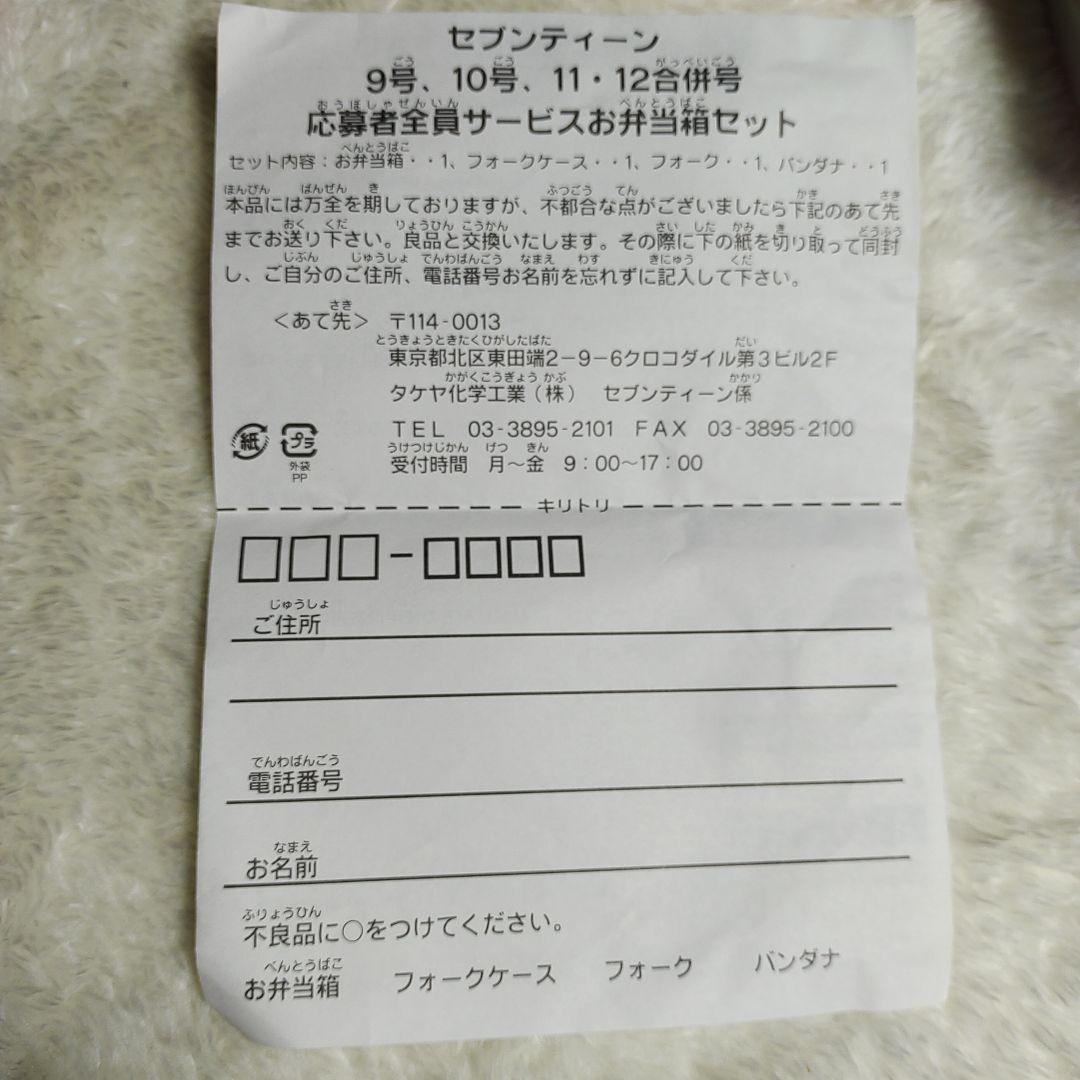 セブンティーン
9号、10号、11・12合併号
応募者全員サービスお弁当箱セット
セット内容：お弁当箱・・1、フォークケース・・1、フォーク・・1、バンダナ・・1
本品には万全を期しておりますが、不都合な点がございましたら下記のあて先
までお送り下さい。良品と交換いたします。その際に下の紙を切り取って同封
し、ご自分のご住所、電話番号お名前を忘れずに記入して下さい。
＜あて先＞ 〒114-0013
東京都北区東田端2－9－6クロコダイル第3ビル2F
タケヤ化学工業（株） セブンティーン係
TEL 03-3895-2101 FAX 03-3895-2100
受付時間 月～金 9：00～17：00
紙 プラ
外袋
PP
キリトリ
□□□－□□□□
ご住所
電話番号
お名前
不良品に○をつけてください。
お弁当箱 フォークケース フォーク バンダナ